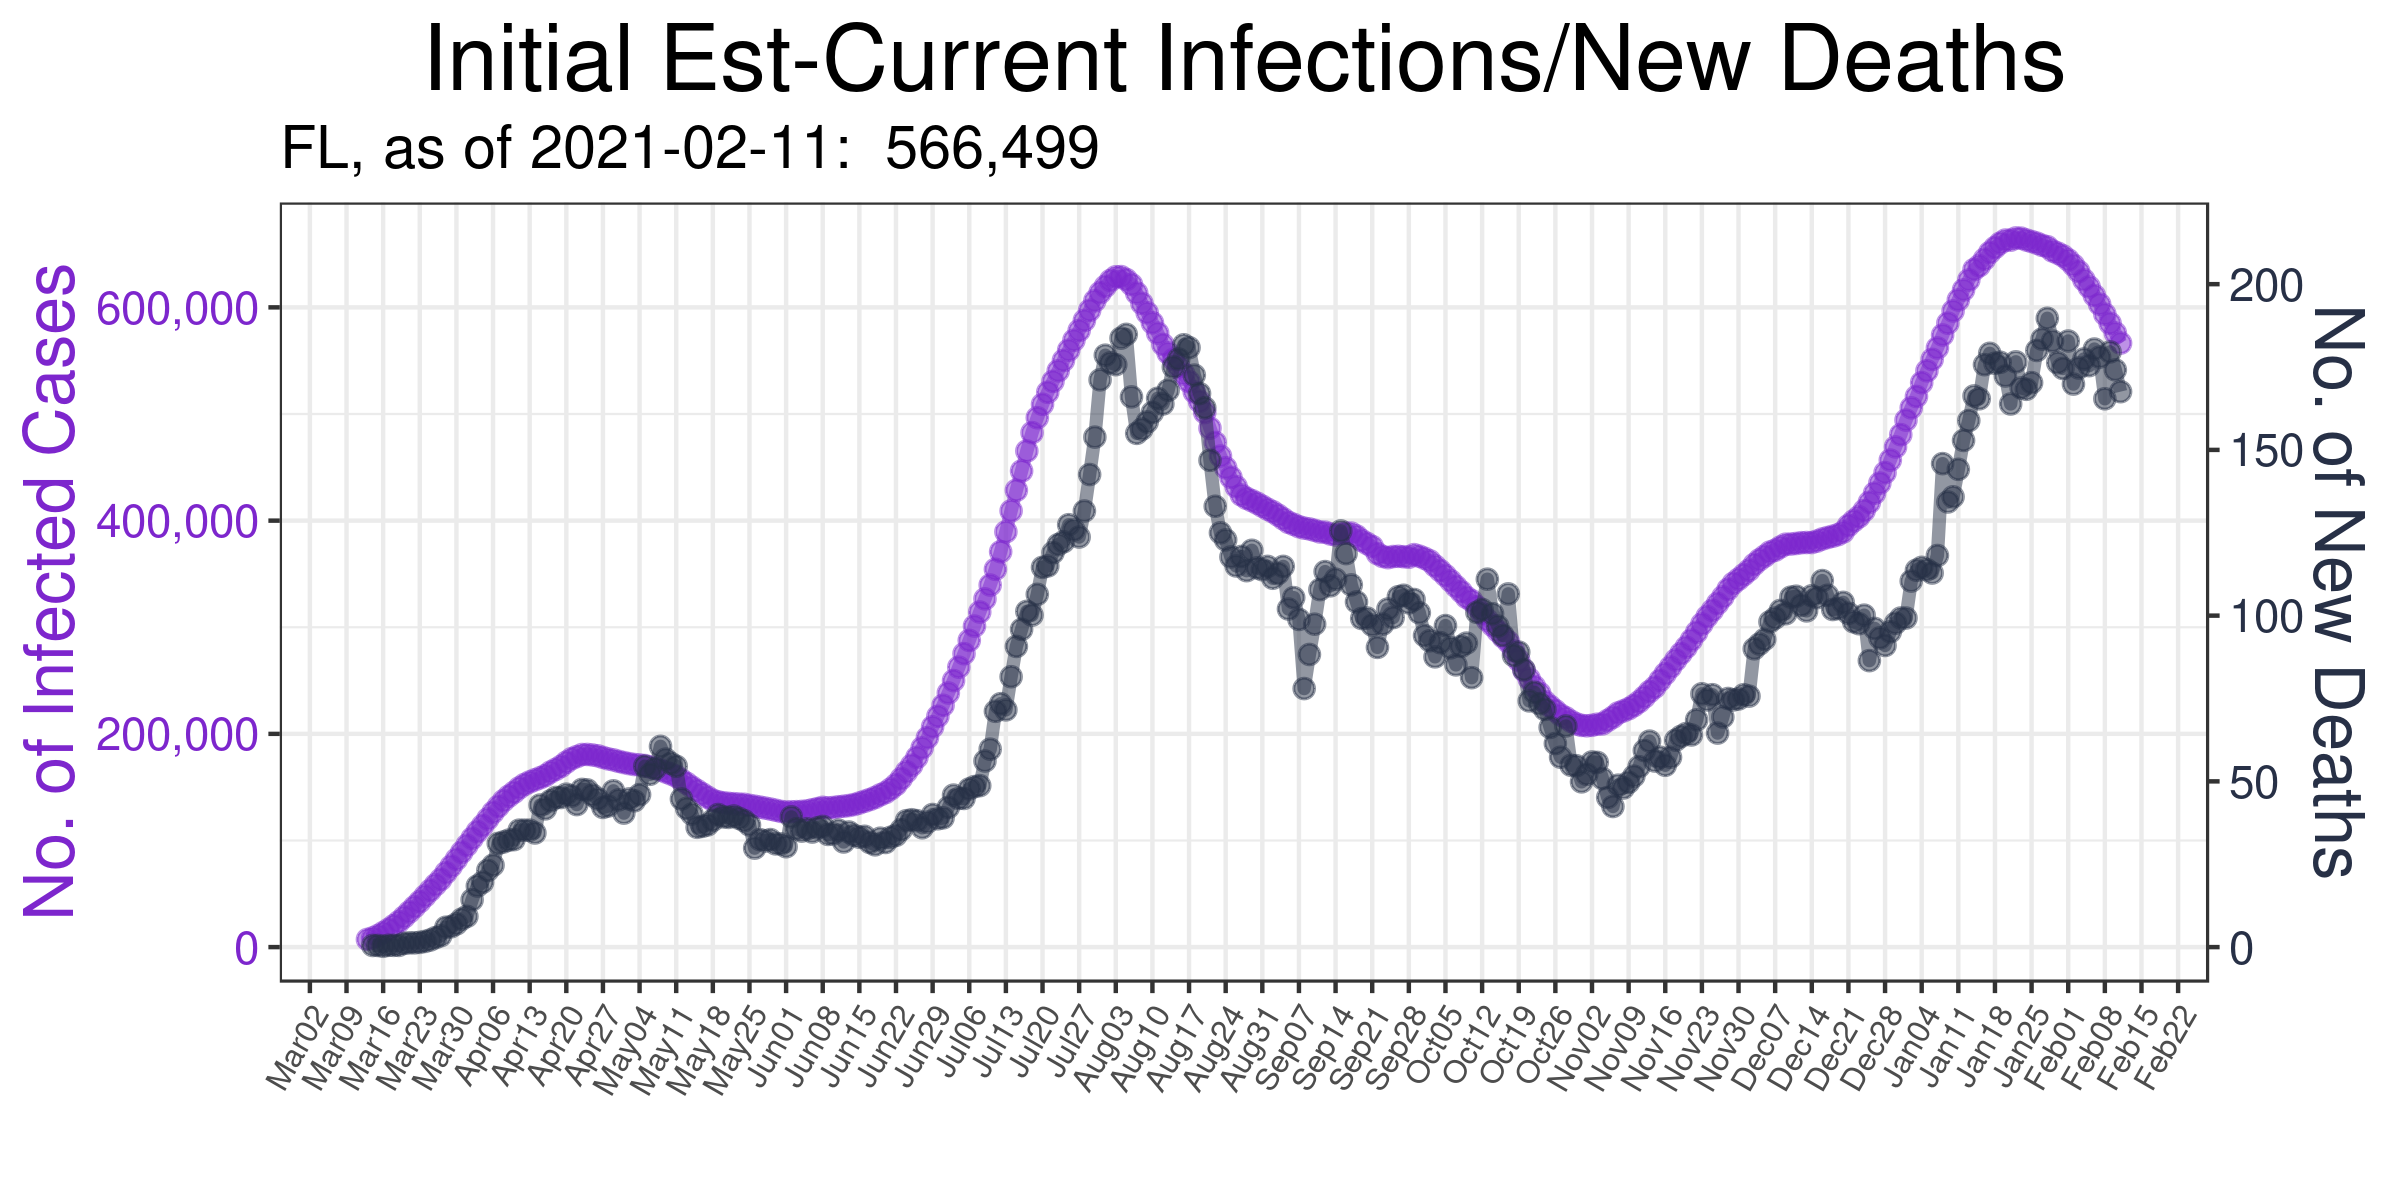 Initial Est-Current Infections/New Deaths
FL, as of 2021-02-11:  566,499
No. of Infected Cases
600,000
400,000
200,000
0
200
150
100
50
0
No. of New Deaths
Mar02
Mar09
Mar16
Mar23
Mar30
Apr06
Apr13
Apr20
Apr27
May04
May11
May18
May25
Jun01
Jun08
Jun15
Jun22
Jun29
Jul06
Jul13
Jul20
Jul27
Aug03
Aug10
Aug17
Aug24
Aug31
Sep07
Sep14
Sep21
Sep28
Oct05
Oct12
Oct19
Oct26
Nov02
Nov09
Nov16
Nov23
Nov30
Dec07
Dec14
Dec21
Dec28
Jan04
Jan11
Jan18
Jan25
Feb01
Feb08
Feb15
Feb22